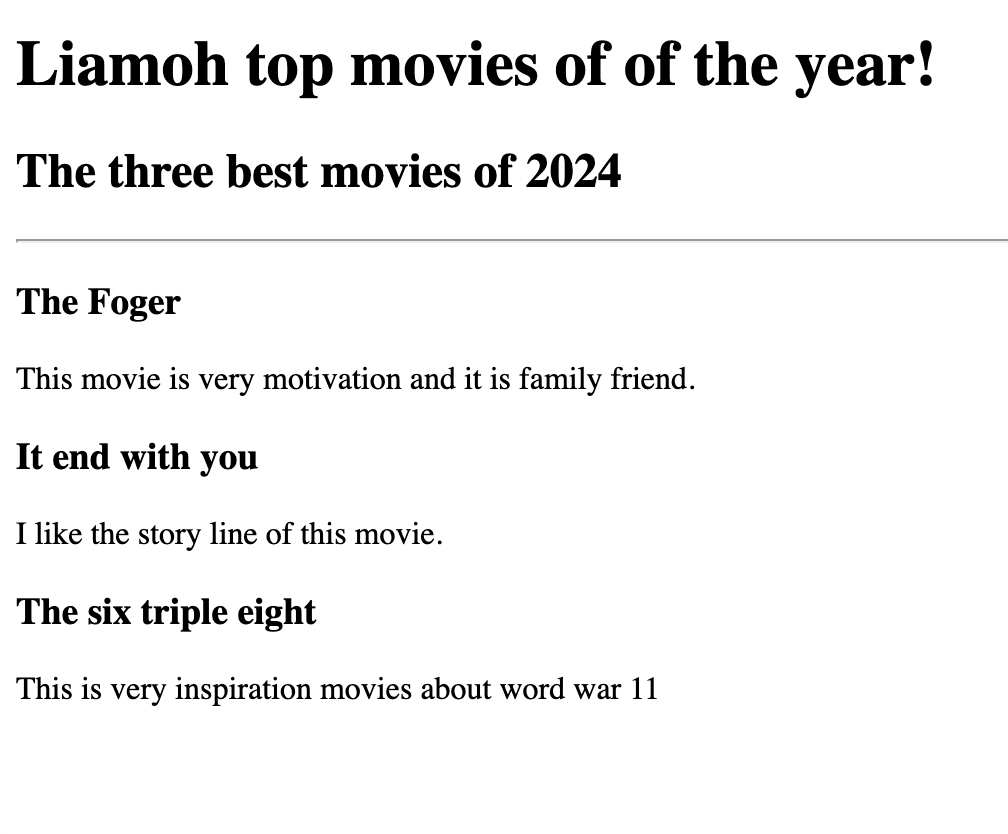 Liamoh top movies of of the year!
The three best movies of 2024
The Foger
This movie is very motivation and it is family friend.
It end with you
I like the story line of this movie.
The six triple eight
This is very inspiration movies about word war 11